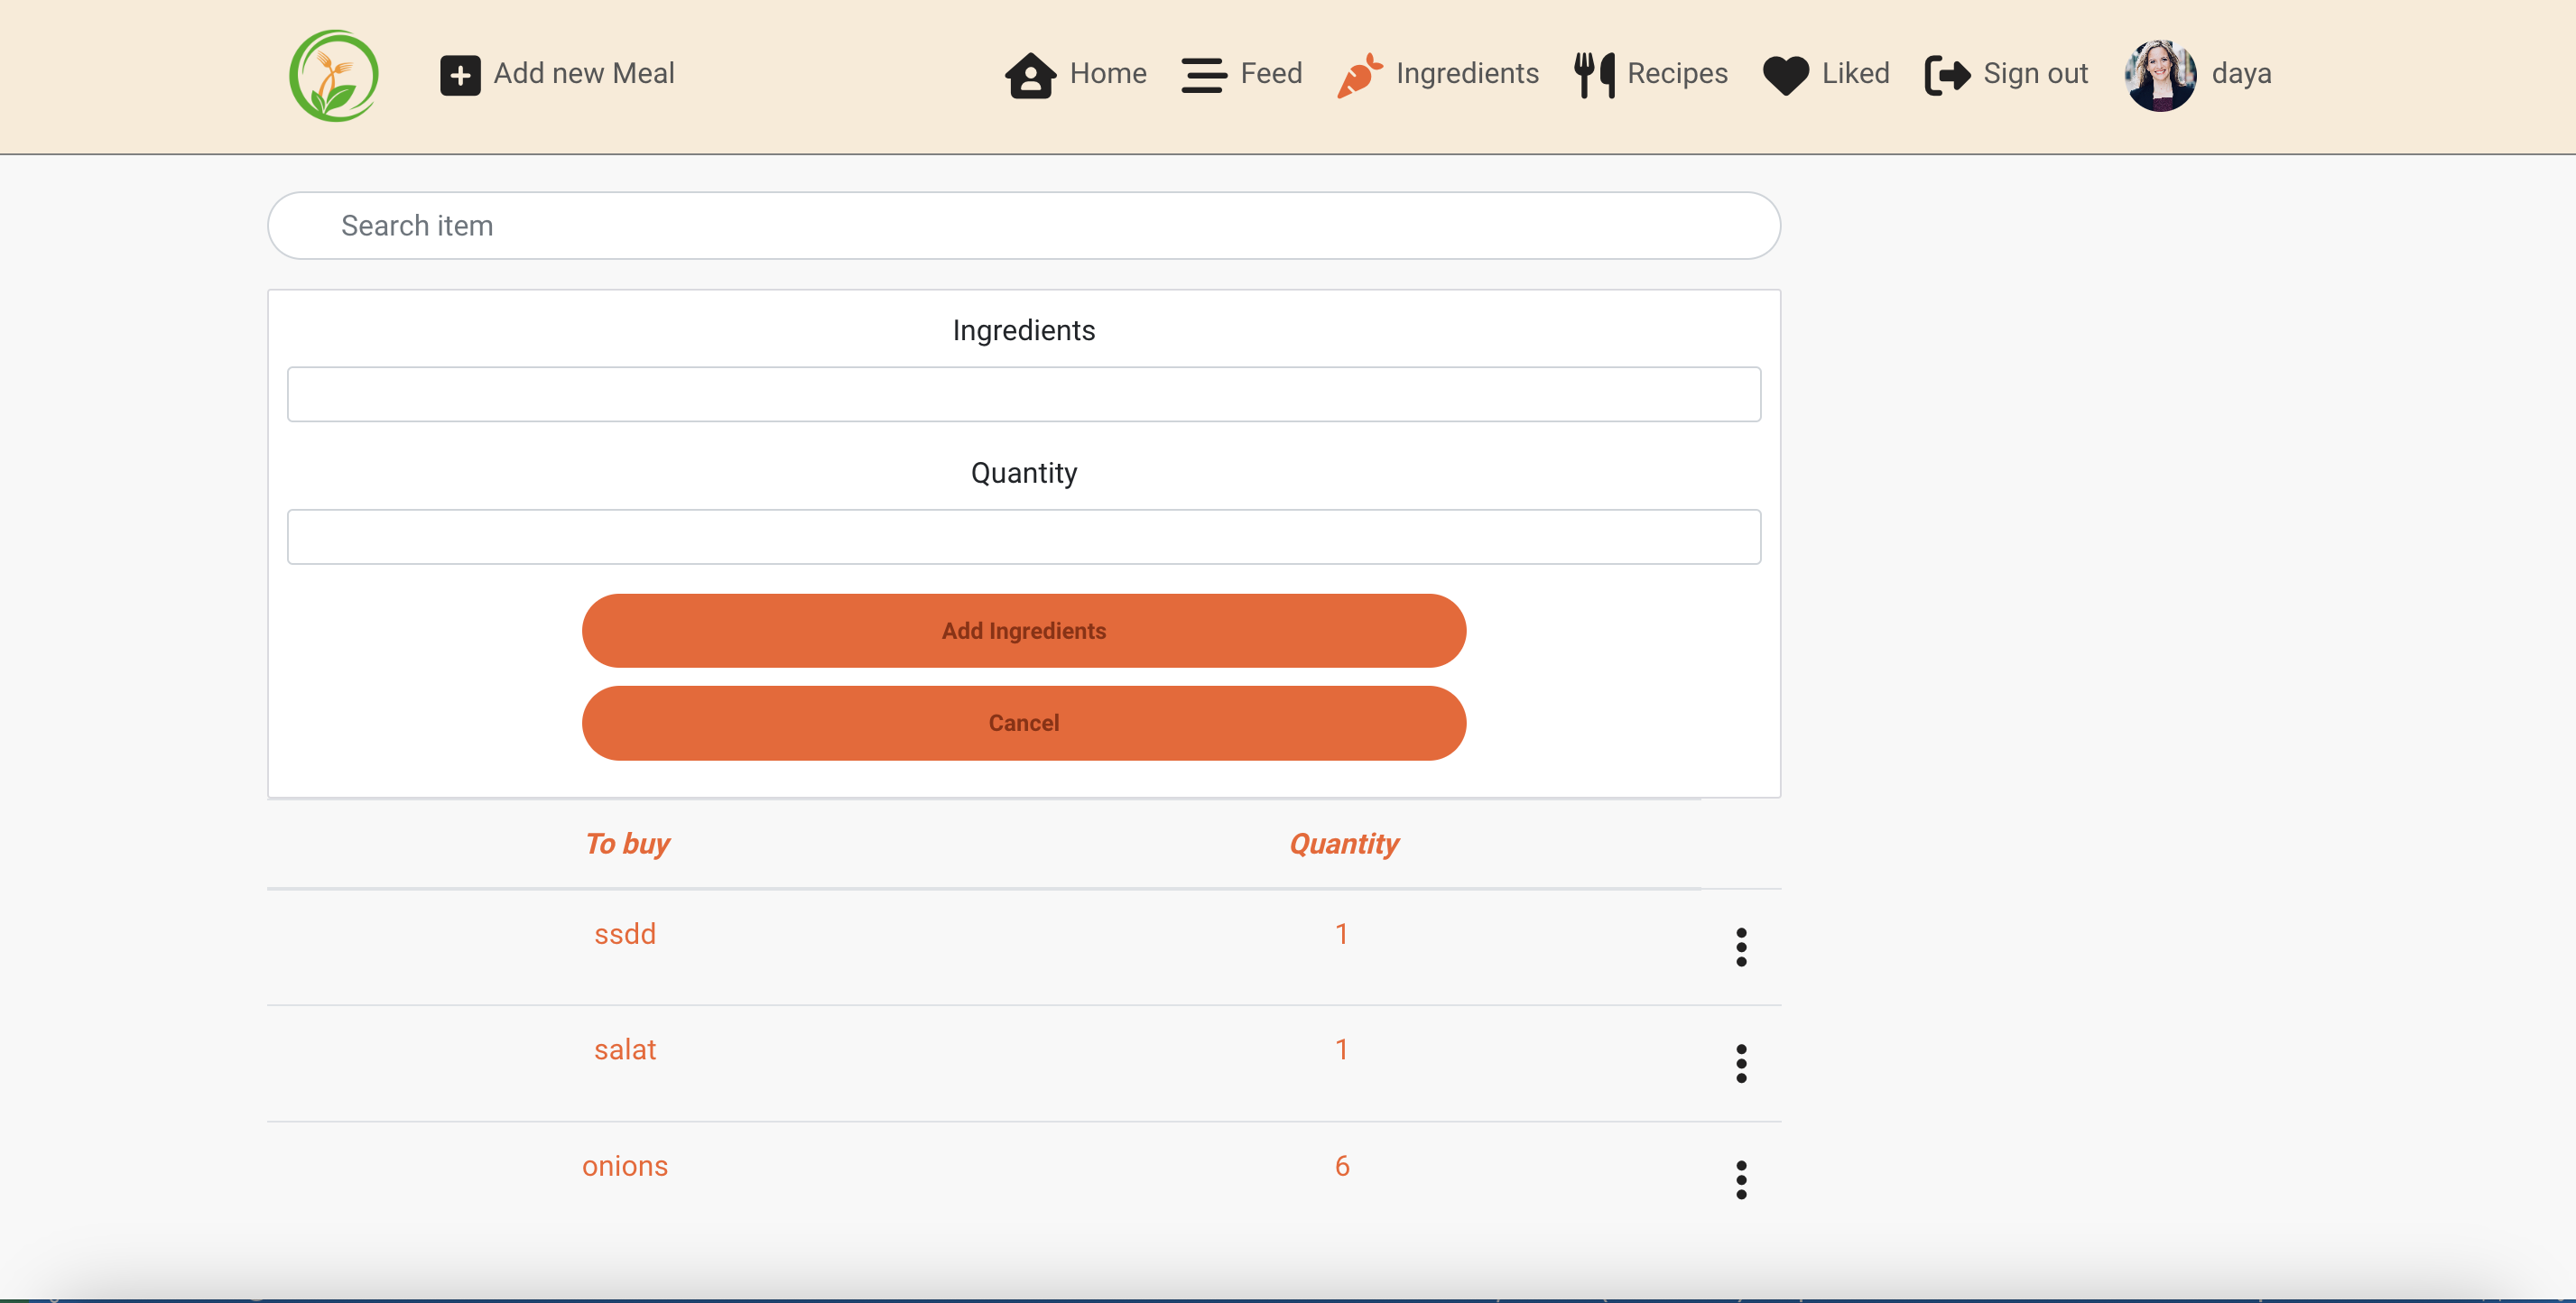 Add new Meal Home Feed Ingredients Recipes Liked Sign out daya
Search item
Ingredients
Quantity
Add Ingredients
Cancel
To buy Quantity
ssdd 1
salat 1
onions 6